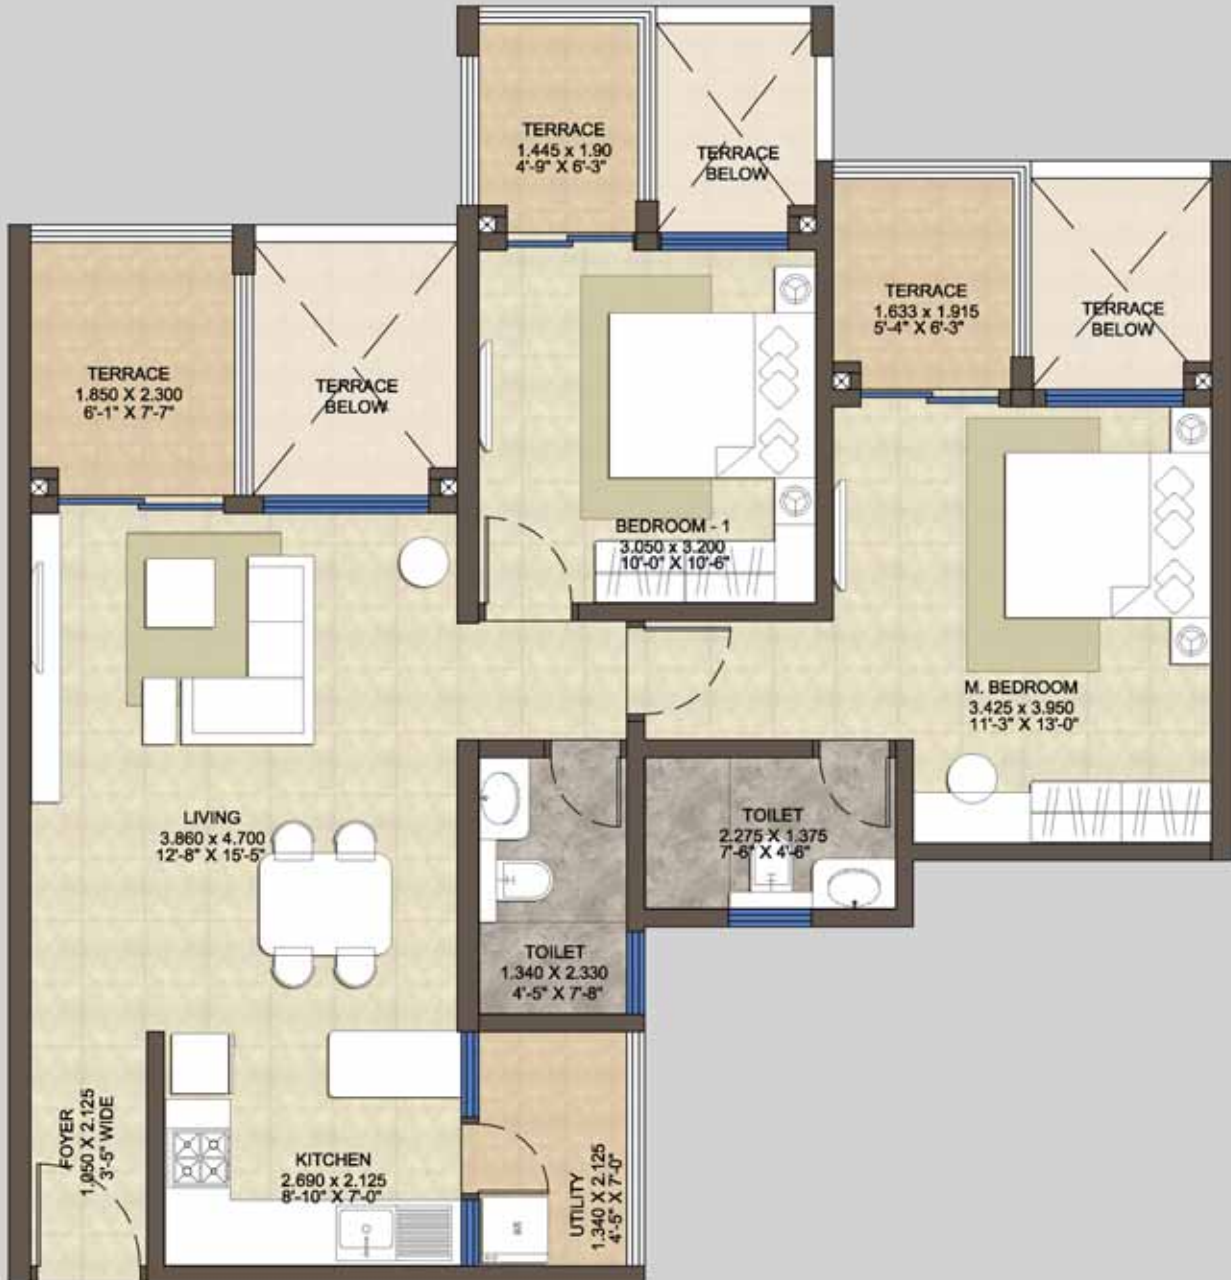 TERRACE
1.445 x 1.90
4'-9" X 6'-3"
TERRACE
BELOW
TERRACE
1.633 x 1.915
5'-4" X 6'-3"
TERRACE
BELOW
TERRACE
1.850 X 2.300
6'-1" X 7'-7"
TERRACE
BELOW
BEDROOM - 1
3.050 x 3.200
10'-0" X 10'-6"
M. BEDROOM
3.425 x 3.950
11'-3" X 13'-0"
LIVING
3.860 x 4.700
12'-8" X 15'-5"
TOILET
2.275 X 1.375
7'-6" X 4'-6"
TOILET
1.340 X 2.330
4'-5" X 7'-8"
FOYER
1.050 X 2.125
3'-5" WIDE
KITCHEN
2.690 x 2.125
8'-10" X 7'-0"
UTILITY
1.340 X 2.125
4'-5" X 7'-0"